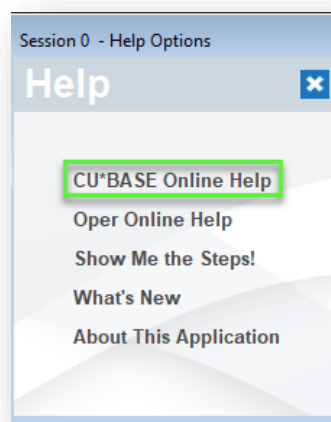 Session 0 - Help Options
Help
CU*BASE Online Help
Oper Online Help
Show Me the Steps!
What's New
About This Application